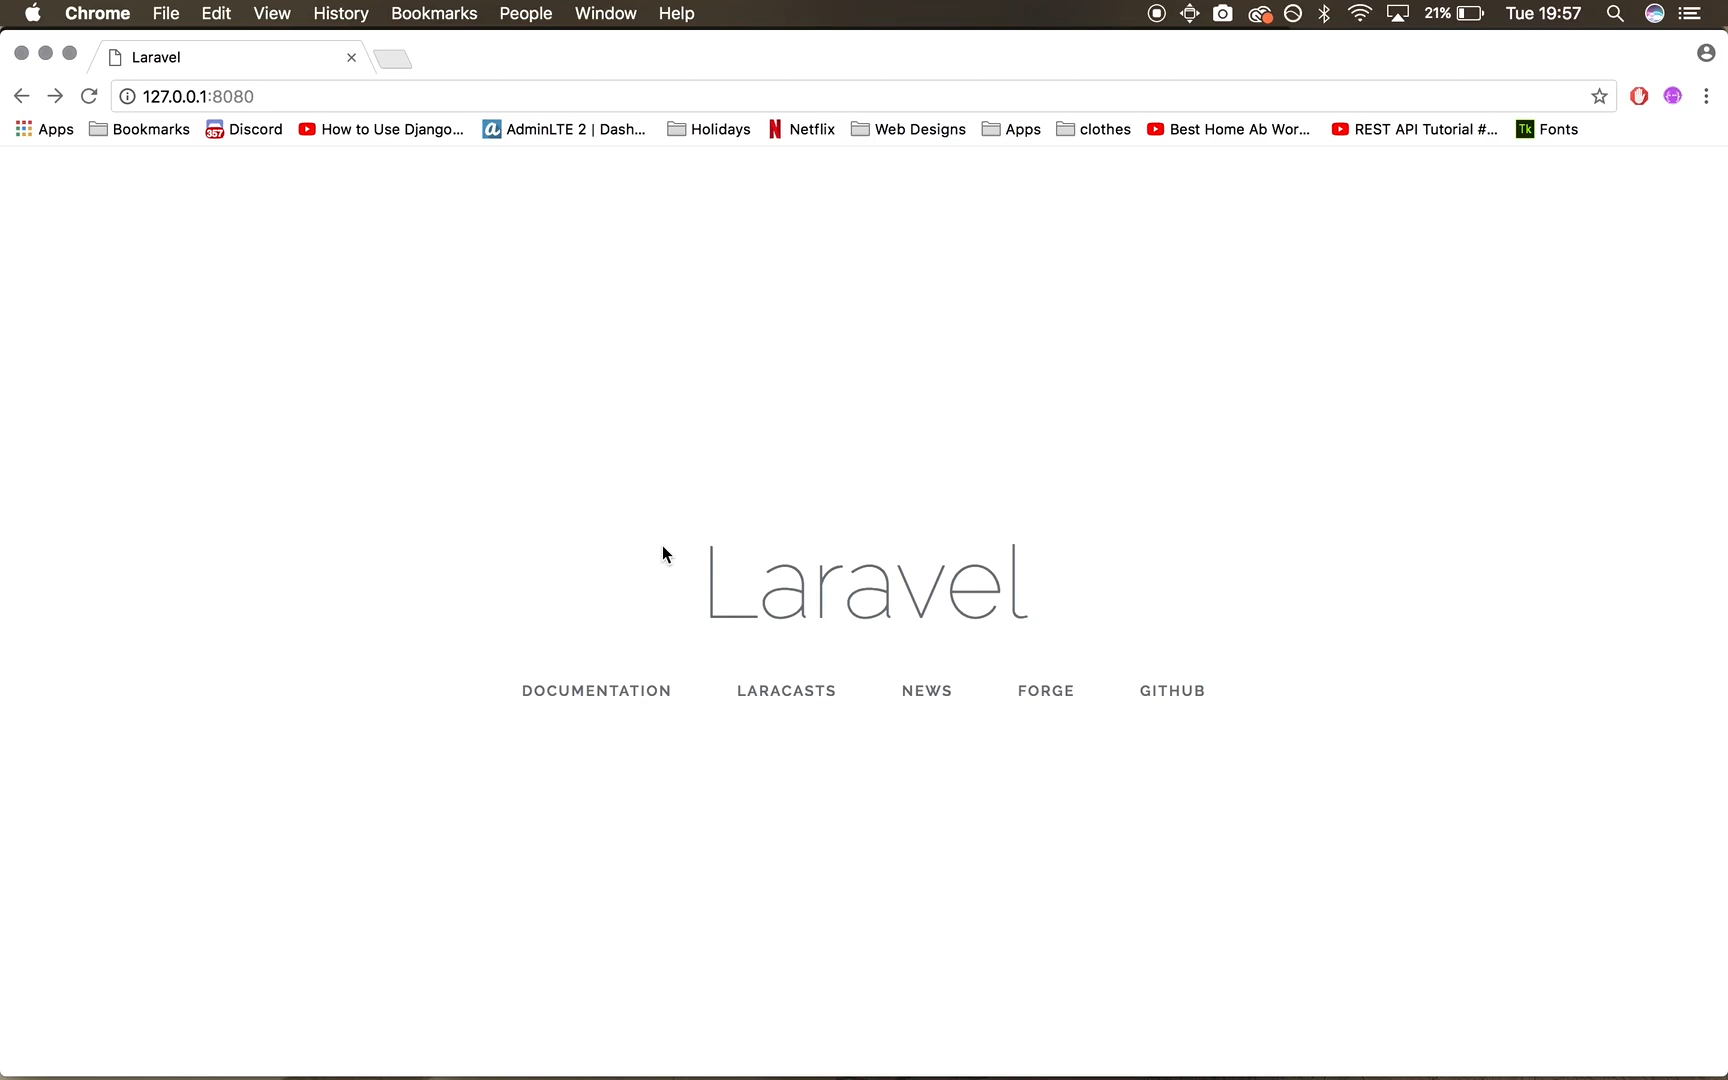 Chrome File Edit View History Bookmarks People Window Help 21% Tue 19:57
Laravel
127.0.0.1:8080
Apps Bookmarks 357 Discord How to Use Django... a AdminLTE 2 | Dash... Holidays N Netflix Web Designs Apps clothes Best Home Ab Wor... REST API Tutorial #... Tk Fonts
Laravel
DOCUMENTATION LARACASTS NEWS FORGE GITHUB